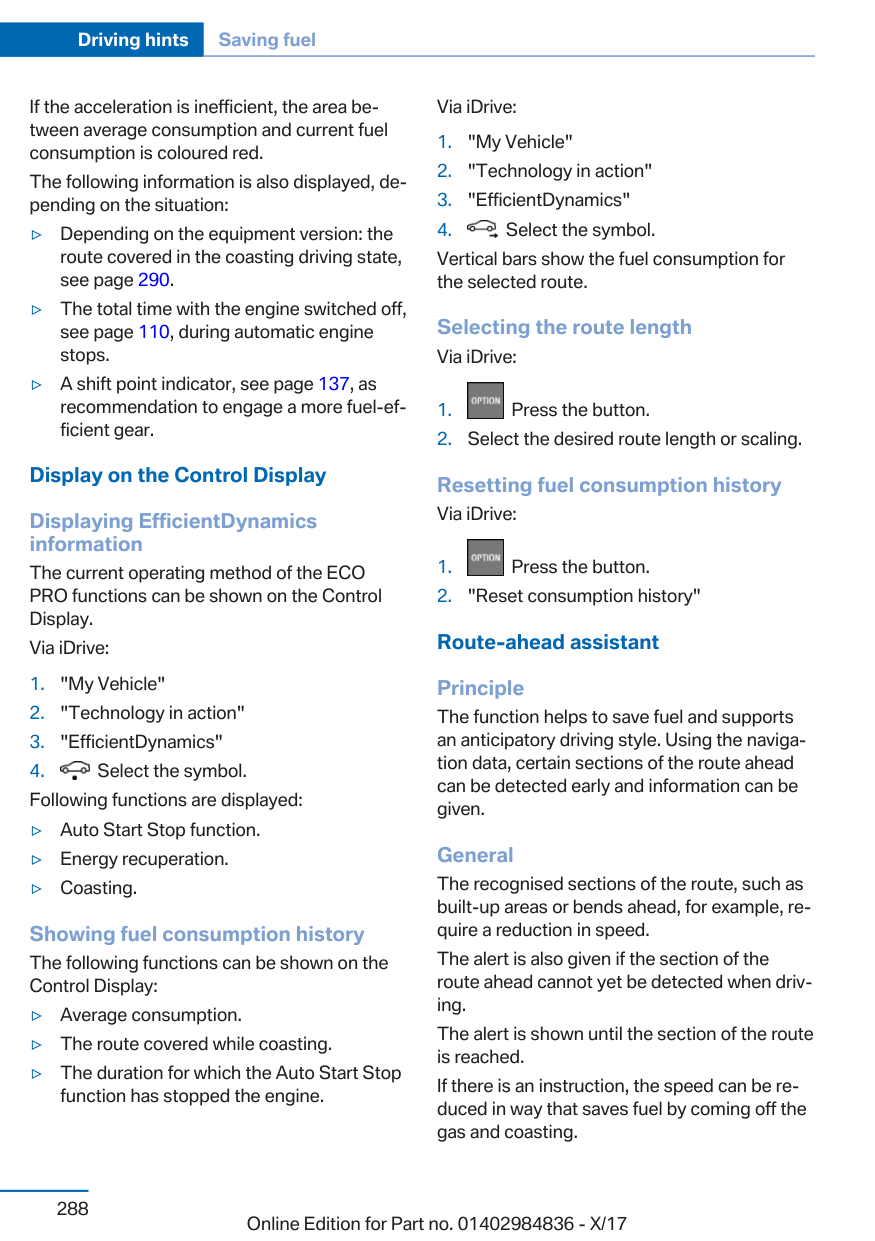 Driving hints Saving fuel
If the acceleration is inefficient, the area be-
tween average consumption and current fuel
consumption is coloured red.
The following information is also displayed, de-
pending on the situation:
▷ Depending on the equipment version: the
route covered in the coasting driving state,
see page 290.
▷ The total time with the engine switched off,
see page 110, during automatic engine
stops.
▷ A shift point indicator, see page 137, as
recommendation to engage a more fuel-ef-
ficient gear.
Display on the Control Display
Displaying EfficientDynamics
information
The current operating method of the ECO
PRO functions can be shown on the Control
Display.
Via iDrive:
1. "My Vehicle"
2. "Technology in action"
3. "EfficientDynamics"
4. Select the symbol.
Following functions are displayed:
▷ Auto Start Stop function.
▷ Energy recuperation.
▷ Coasting.
Showing fuel consumption history
The following functions can be shown on the
Control Display:
▷ Average consumption.
▷ The route covered while coasting.
▷ The duration for which the Auto Start Stop
function has stopped the engine.
Via iDrive:
1. "My Vehicle"
2. "Technology in action"
3. "EfficientDynamics"
4. Select the symbol.
Vertical bars show the fuel consumption for
the selected route.
Selecting the route length
Via iDrive:
1. OPTION Press the button.
2. Select the desired route length or scaling.
Resetting fuel consumption history
Via iDrive:
1. OPTION Press the button.
2. "Reset consumption history"
Route-ahead assistant
Principle
The function helps to save fuel and supports
an anticipatory driving style. Using the naviga-
tion data, certain sections of the route ahead
can be detected early and information can be
given.
General
The recognised sections of the route, such as
built-up areas or bends ahead, for example, re-
quire a reduction in speed.
The alert is also given if the section of the
route ahead cannot yet be detected when driv-
ing.
The alert is shown until the section of the route
is reached.
If there is an instruction, the speed can be re-
duced in way that saves fuel by coming off the
gas and coasting.
288
Online Edition for Part no. 01402984836 - X/17